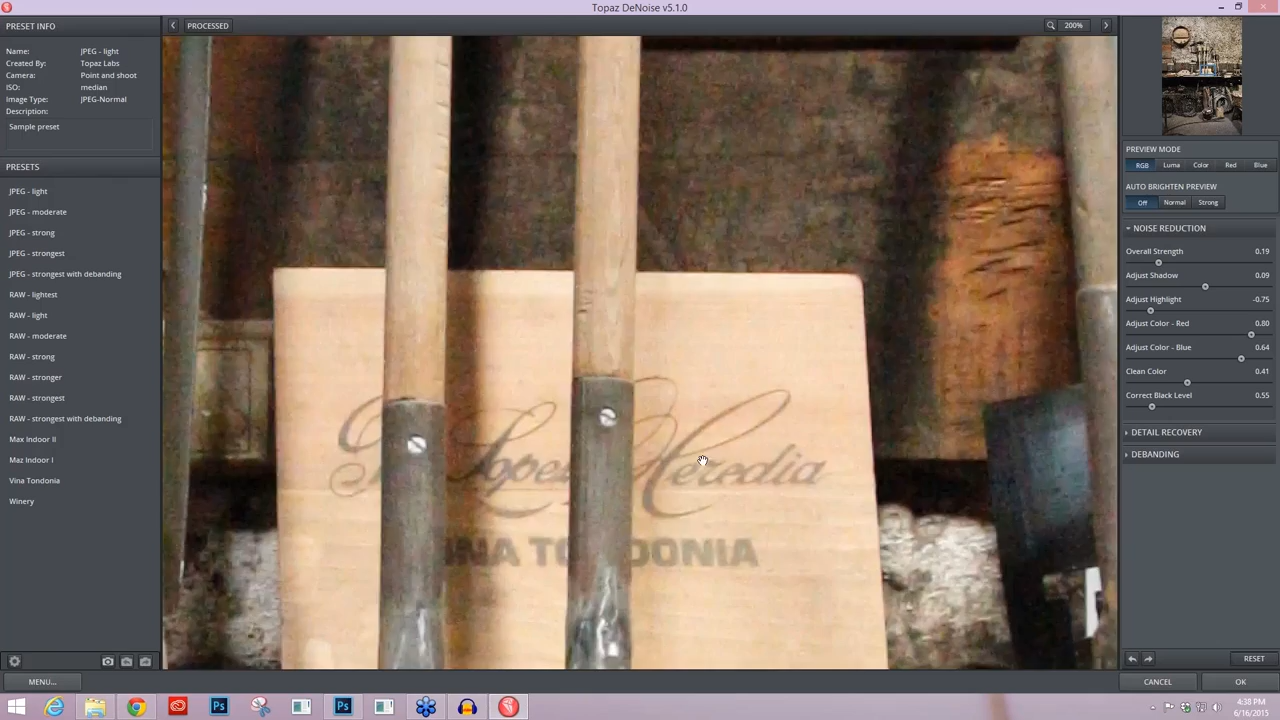 Topaz DeNoise v5.1.0
PRESET INFO
PROCESSED
200%
Name: JPEG - light
Created By: Topaz Labs
Camera: Point and shoot
ISO: median
Image Type: JPEG-Normal
Description:
Sample preset
PRESETS
JPEG - light
JPEG - moderate
JPEG - strong
JPEG - strongest
JPEG - strongest with debanding
RAW - lightest
RAW - light
RAW - moderate
RAW - strong
RAW - stronger
RAW - strongest
RAW - strongest with debanding
Max Indoor II
Maz Indoor I
Vina Tondonia
Winery
MENU...
Lopez Heredia
PREVIEW MODE
RGB Luma Color Red Blue
AUTO BRIGHTEN PREVIEW
Off Normal Strong
NOISE REDUCTION
Overall Strength 0.19
Adjust Shadow 0.09
Adjust Highlight -0.75
Adjust Color - Red 0.80
Adjust Color - Blue 0.64
Clean Color 0.41
Correct Black Level 0.55
DETAIL RECOVERY
DEBANDING
RESET
CANCEL OK
Ps Ps
4:38 PM
6/16/2015